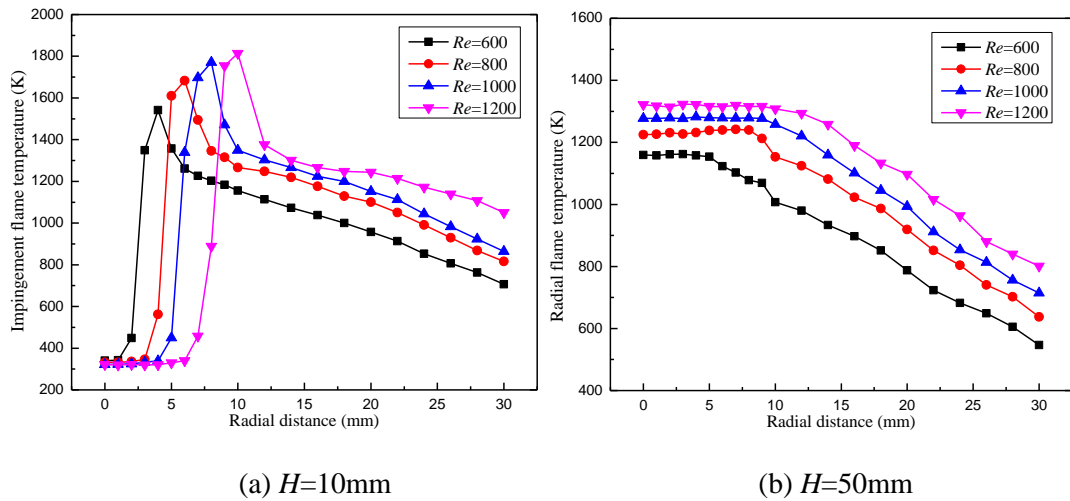 2000
1800
1600
1400
1200
1000
800
600
400
200
Impingement flame temperature (K)
Re=600
Re=800
Re=1000
Re=1200
0 5 10 15 20 25 30
Radial distance (mm)
(a) H=10mm
1600
1400
1200
1000
800
600
400
Radial flame temperature (K)
Re=600
Re=800
Re=1000
Re=1200
0 5 10 15 20 25 30
Radial distance (mm)
(b) H=50mm